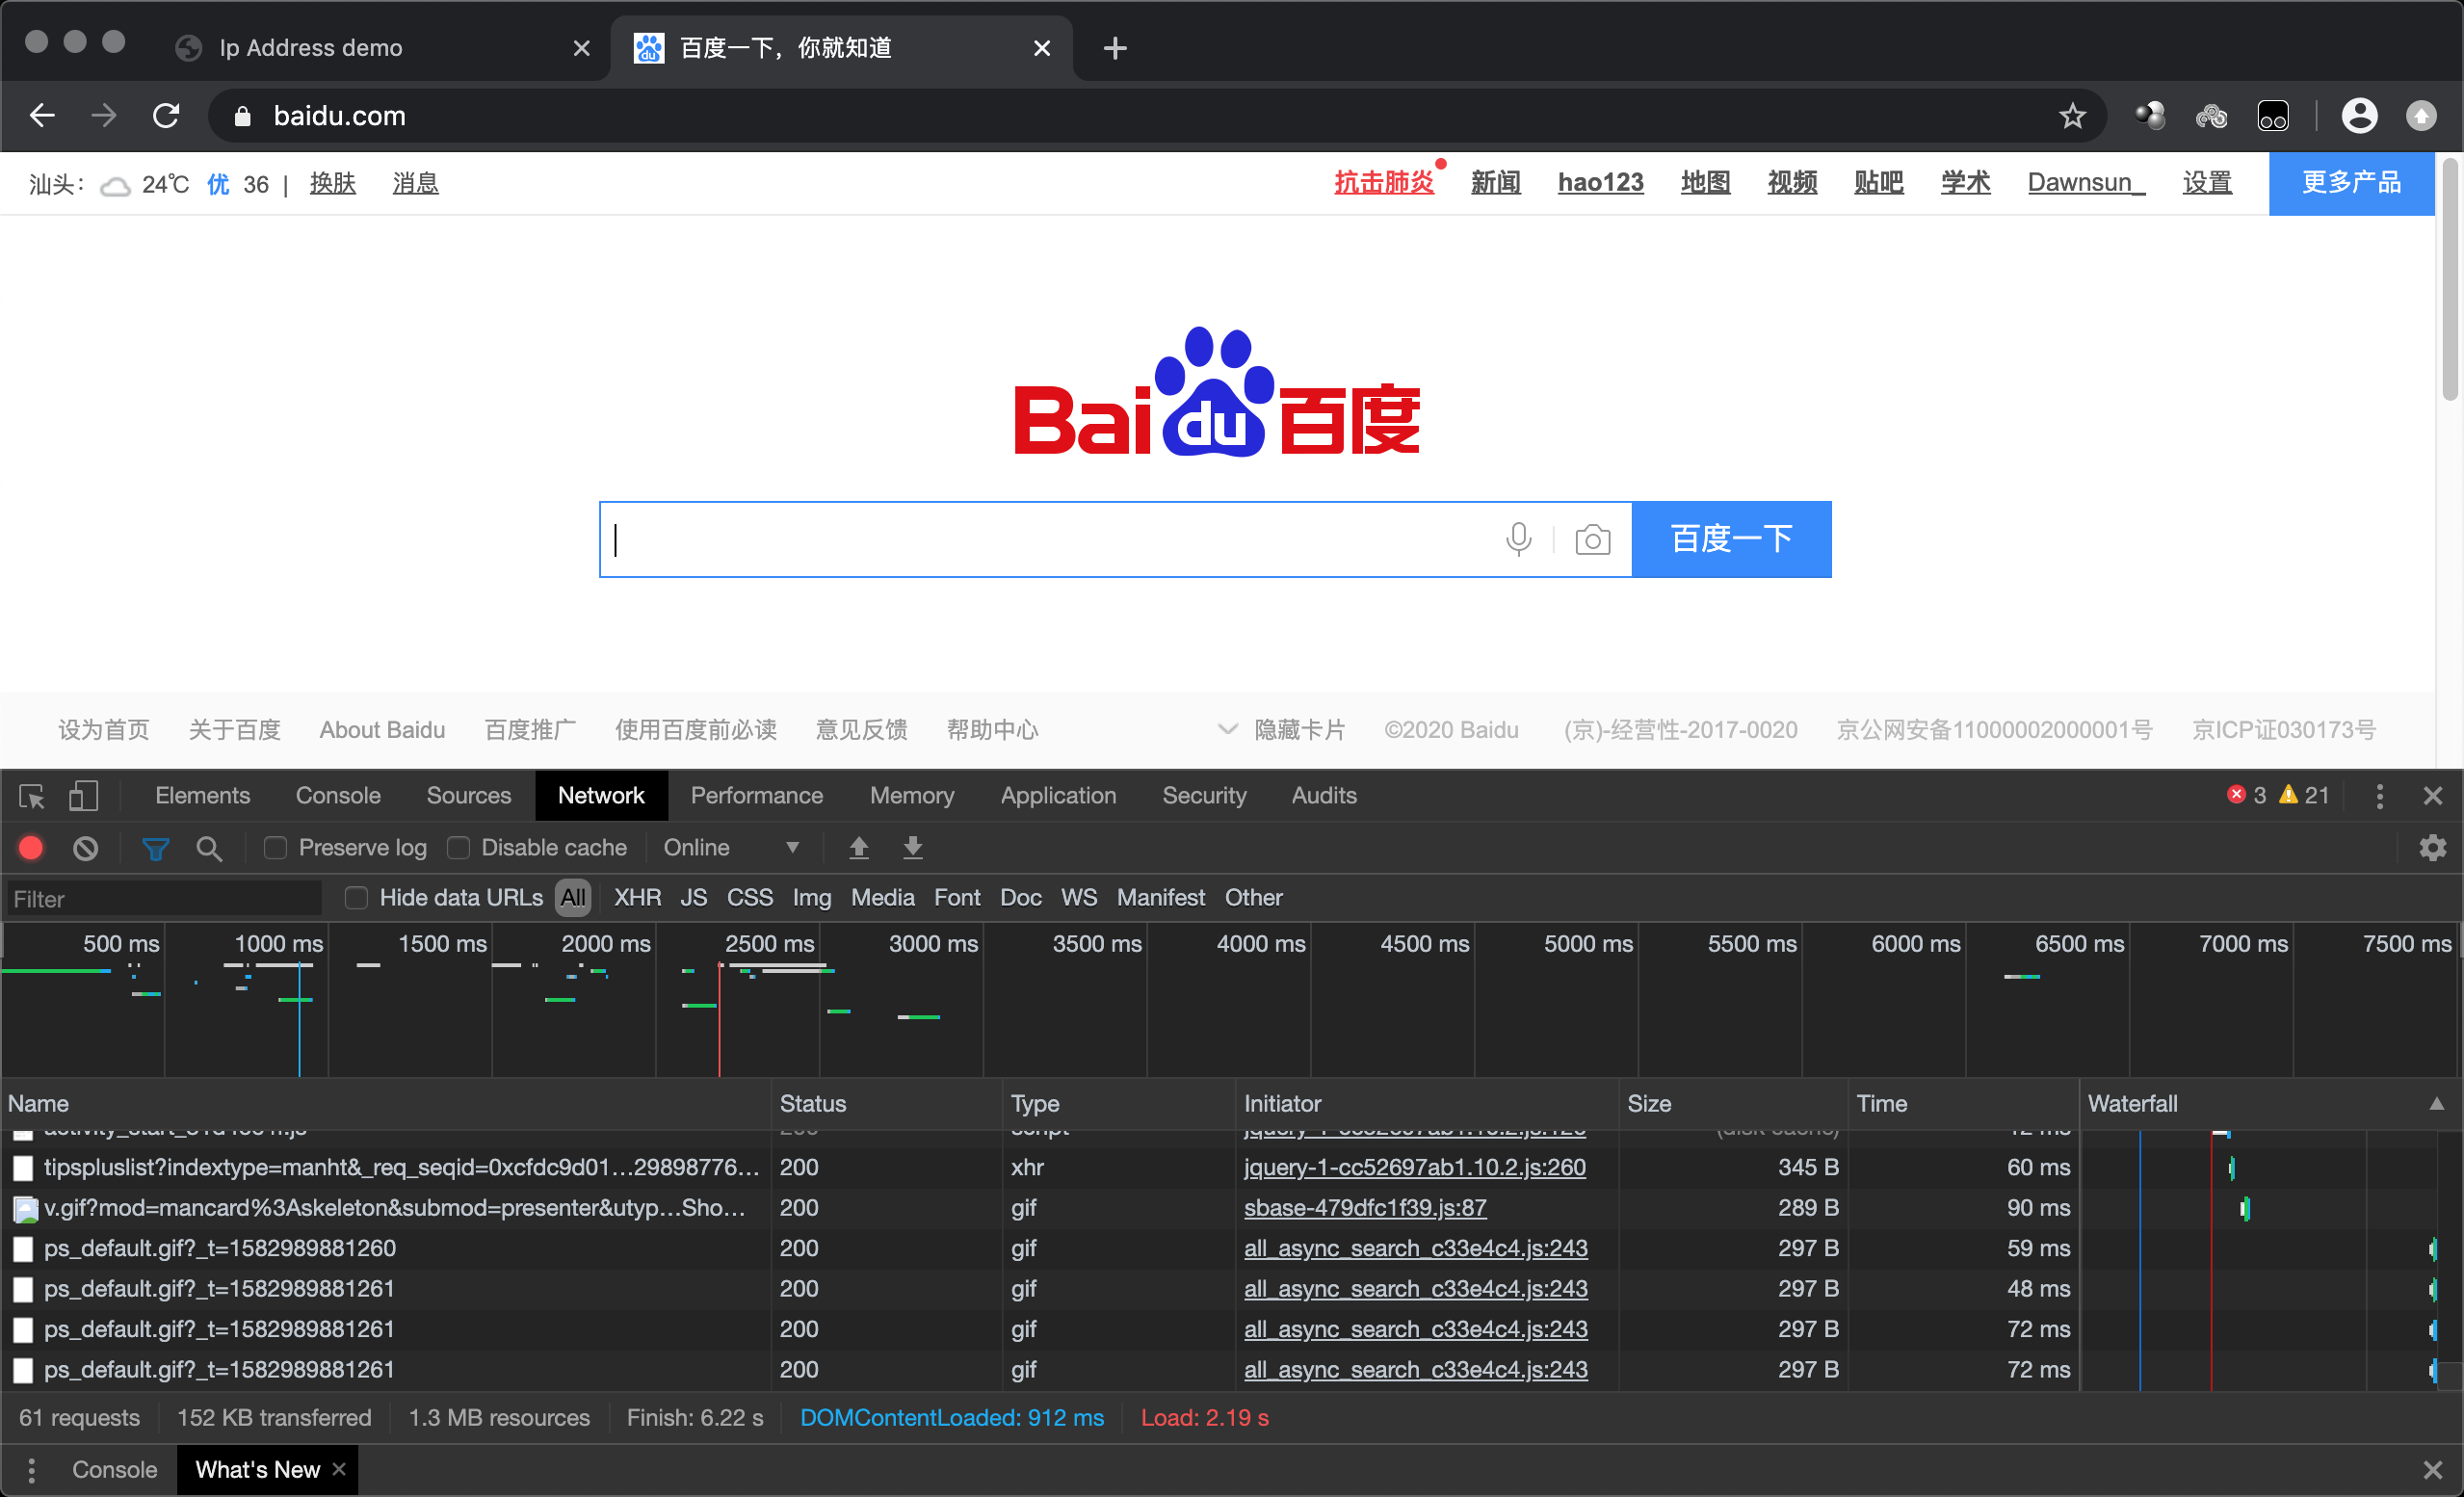 Ip Address demo
百度一下，你就知道
baidu.com
汕头： 24℃ 优 36 | 换肤 消息
抗击肺炎 新闻 hao123 地图 视频 贴吧 学术 Dawnsun_ 设置 更多产品
Bai du 百度
百度一下
设为首页 关于百度 About Baidu 百度推广 使用百度前必读 意见反馈 帮助中心 隐藏卡片 ©2020 Baidu (京)-经营性-2017-0020 京公网安备11000002000001号 京ICP证030173号
Elements Console Sources Network Performance Memory Application Security Audits 3 21
Preserve log Disable cache Online
Filter Hide data URLs All XHR JS CSS Img Media Font Doc WS Manifest Other
500 ms 1000 ms 1500 ms 2000 ms 2500 ms 3000 ms 3500 ms 4000 ms 4500 ms 5000 ms 5500 ms 6000 ms 6500 ms 7000 ms 7500 ms
Name Status Type Initiator Size Time Waterfall
tipspluslist?indextype=manht&_req_seqid=0xcfdc9d01…29898776… 200 xhr jquery-1-cc52697ab1.10.2.js:260 345 B 60 ms
v.gif?mod=mancard%3Askeleton&submod=presenter&utyp…Sho… 200 gif sbase-479dfc1f39.js:87 289 B 90 ms
ps_default.gif?_t=1582989881260 200 gif all_async_search_c33e4c4.js:243 297 B 59 ms
ps_default.gif?_t=1582989881261 200 gif all_async_search_c33e4c4.js:243 297 B 48 ms
ps_default.gif?_t=1582989881261 200 gif all_async_search_c33e4c4.js:243 297 B 72 ms
ps_default.gif?_t=1582989881261 200 gif all_async_search_c33e4c4.js:243 297 B 72 ms
61 requests 152 KB transferred 1.3 MB resources Finish: 6.22 s DOMContentLoaded: 912 ms Load: 2.19 s
Console What's New